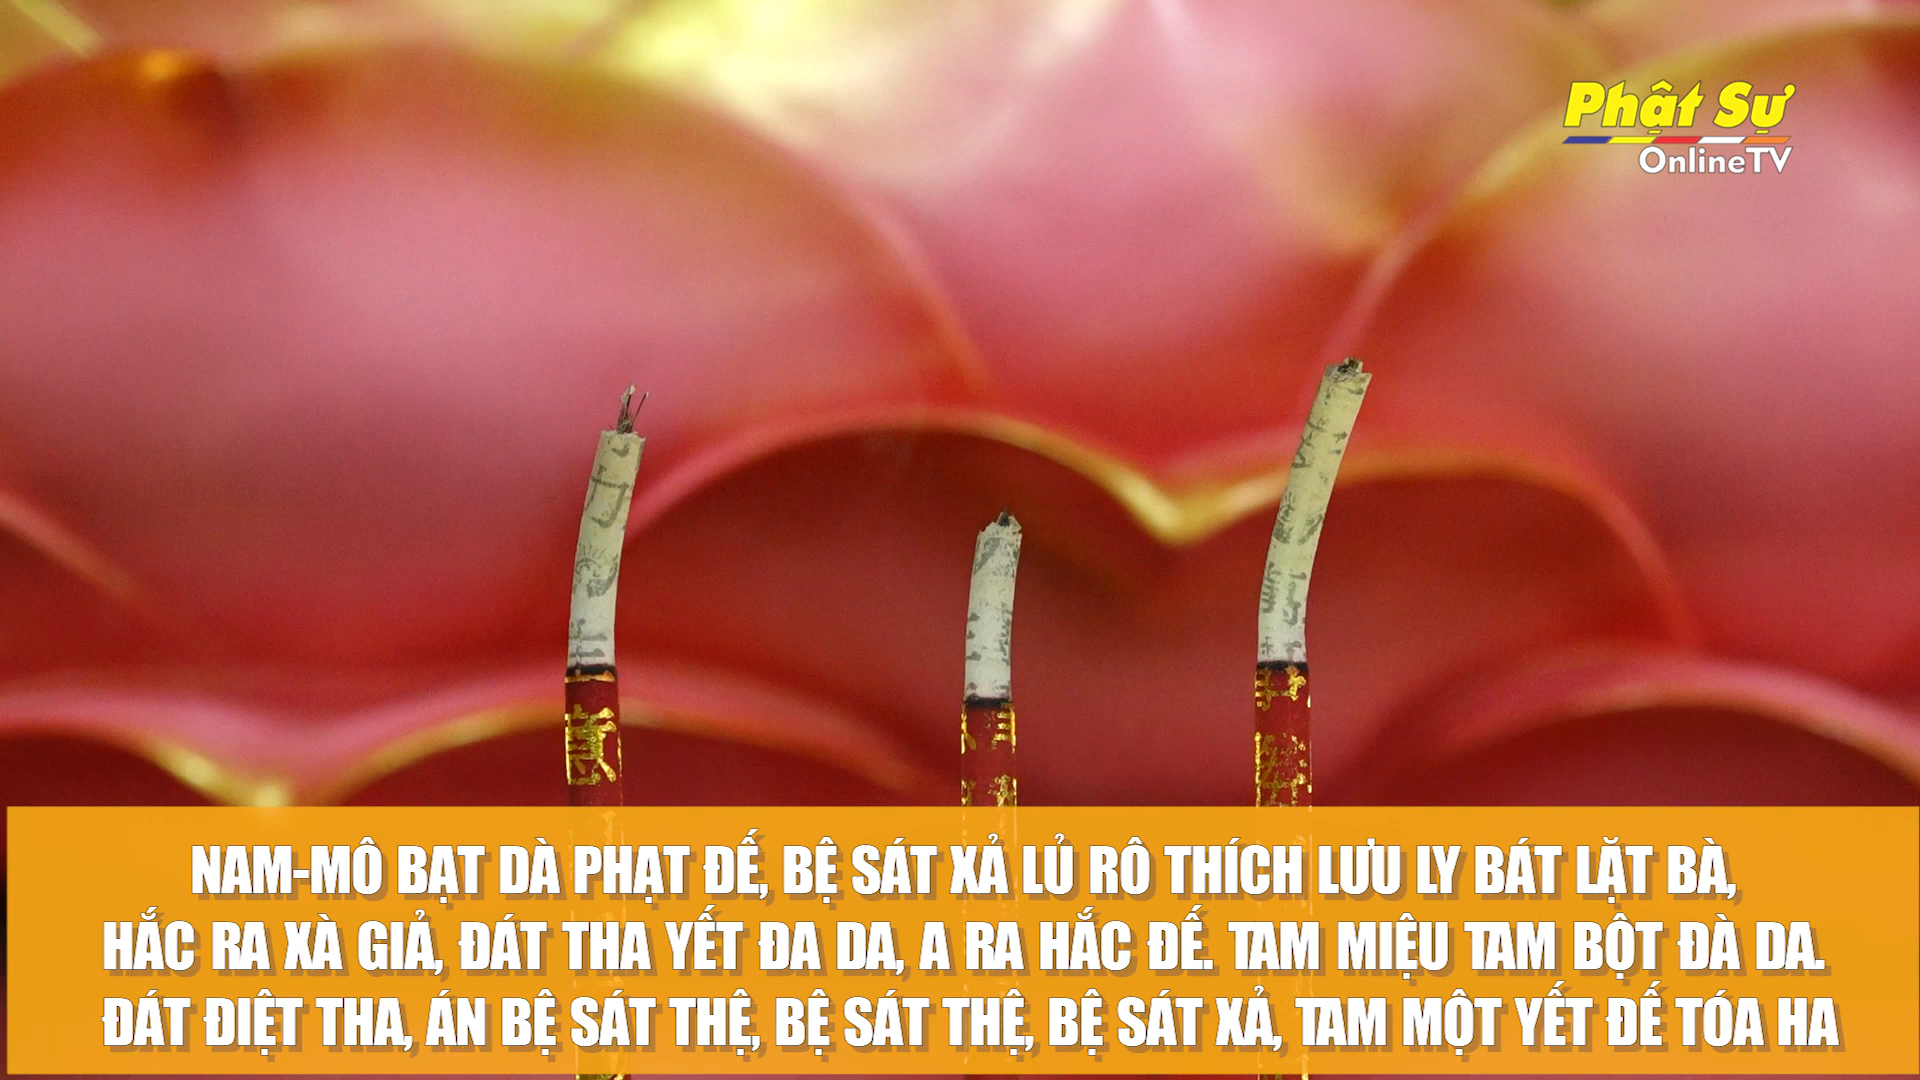 Phật Sự
OnlineTV
NAM-MÔ BẠT DÀ PHẠT ĐẾ, BỆ SÁT XẢ LỦ RÔ THÍCH LƯU LY BÁT LẶT BÀ,
HẮC RA XÀ GIẢ, ĐÁT THA YẾT ĐA DA, A RA HẮC ĐẾ. TAM MIỆU TAM BỘT ĐÀ DA.
ĐÁT ĐIỆT THA, ÁN BỆ SÁT THỆ, BỆ SÁT THỆ, BỆ SÁT XẢ, TAM MỘT YẾT ĐẾ TÓA HA